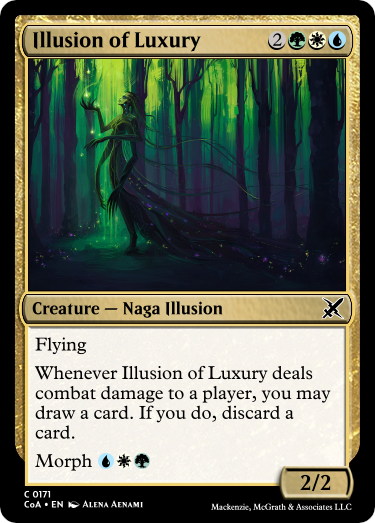 Illusion of Luxury 2
Creature — Naga Illusion
Flying
Whenever Illusion of Luxury deals
combat damage to a player, you may
draw a card. If you do, discard a
card.
Morph
2/2
C 0171
CoA • EN Alena Aenami
Mackenzie, McGrath & Associates LLC